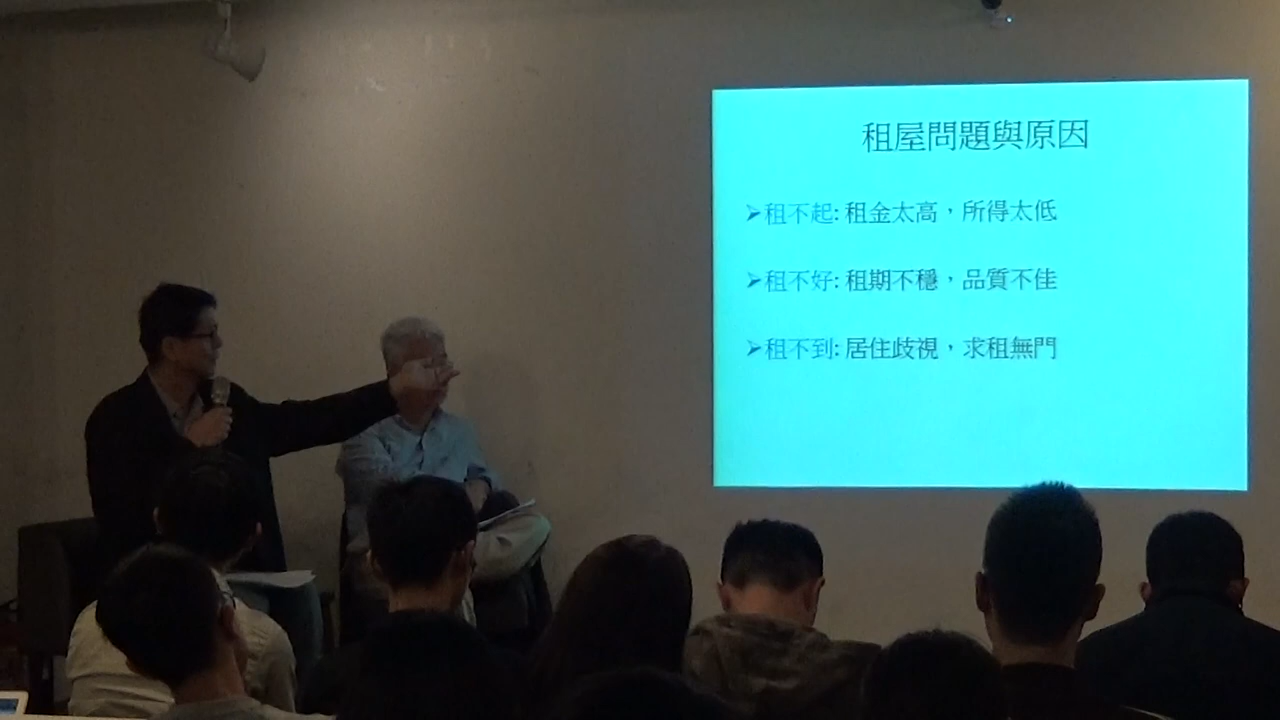 租屋問題與原因
➢租不起: 租金太高，所得太低
➢租不好: 租期不穩，品質不佳
➢租不到: 居住歧視，求租無門